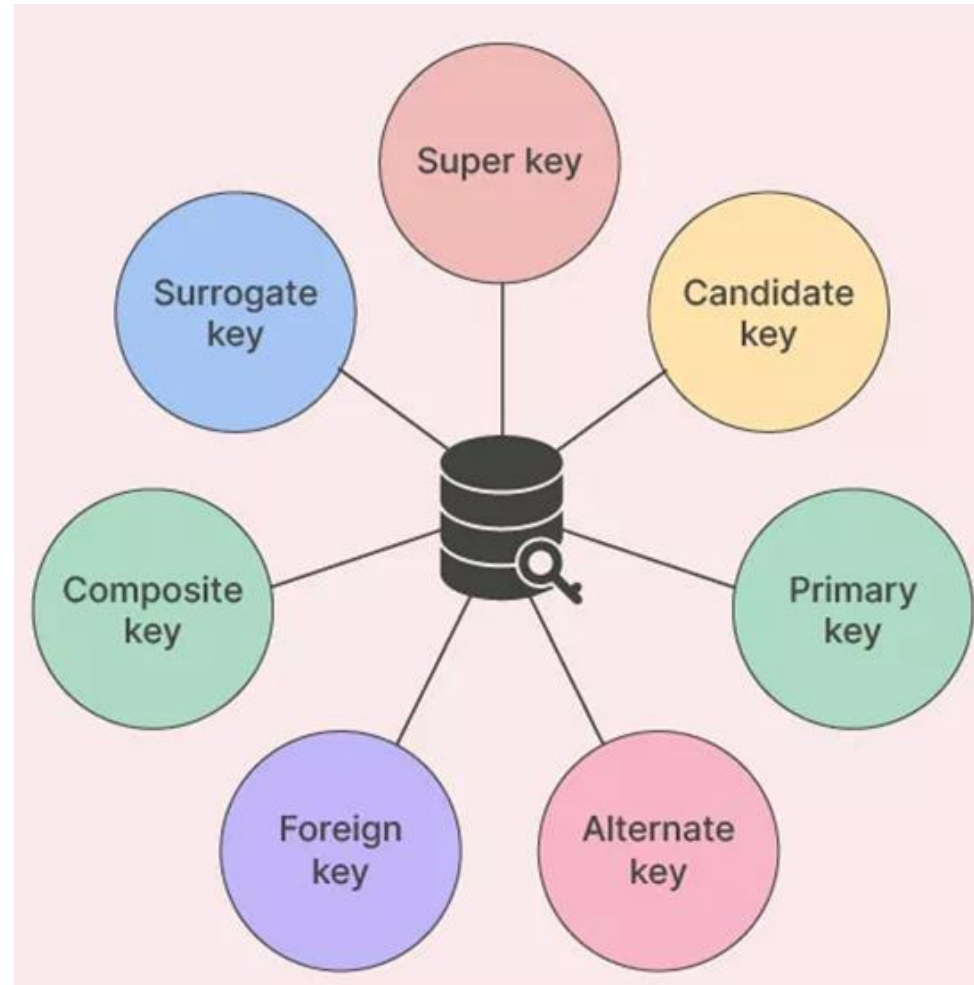 Super key
Surrogate
key
Candidate
key
Composite
key
Primary
key
Foreign
key
Alternate
key